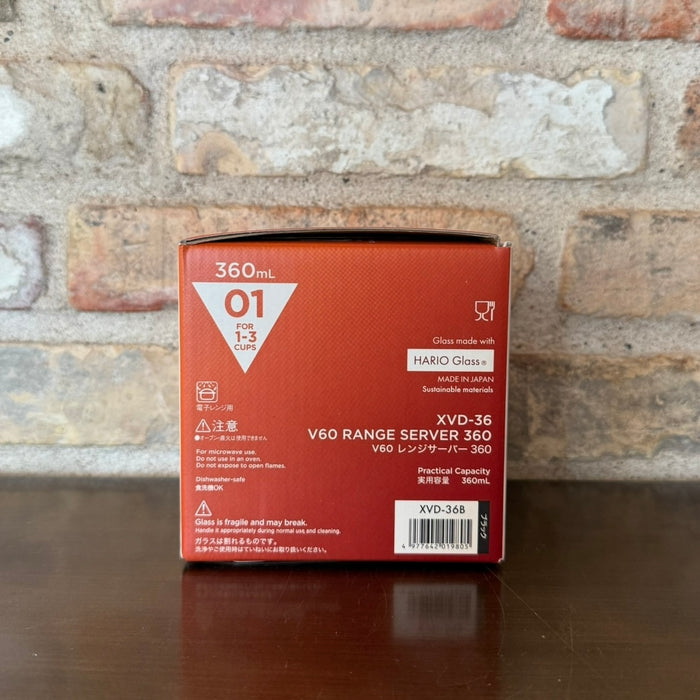 360mL
01
FOR
1-3
CUPS
Glass made with
HARIO Glass®
MADE IN JAPAN
Sustainable materials
電子レンジ用
⚠注意
●オーブン・直火は使用できません
For microwave use.
Do not use in an oven.
Do not expose to open flames.
Dishwasher-safe
食洗機OK
XVD-36
V60 RANGE SERVER 360
V60 レンジサーバー 360
Practical Capacity
実用容量 360mL
Glass is fragile and may break.
Handle it appropriately during normal use and cleaning.
ガラスは割れるものです。
洗浄やご使用時はていねいにお取り扱いください。
XVD-36B
4 977642 019805
ブラック